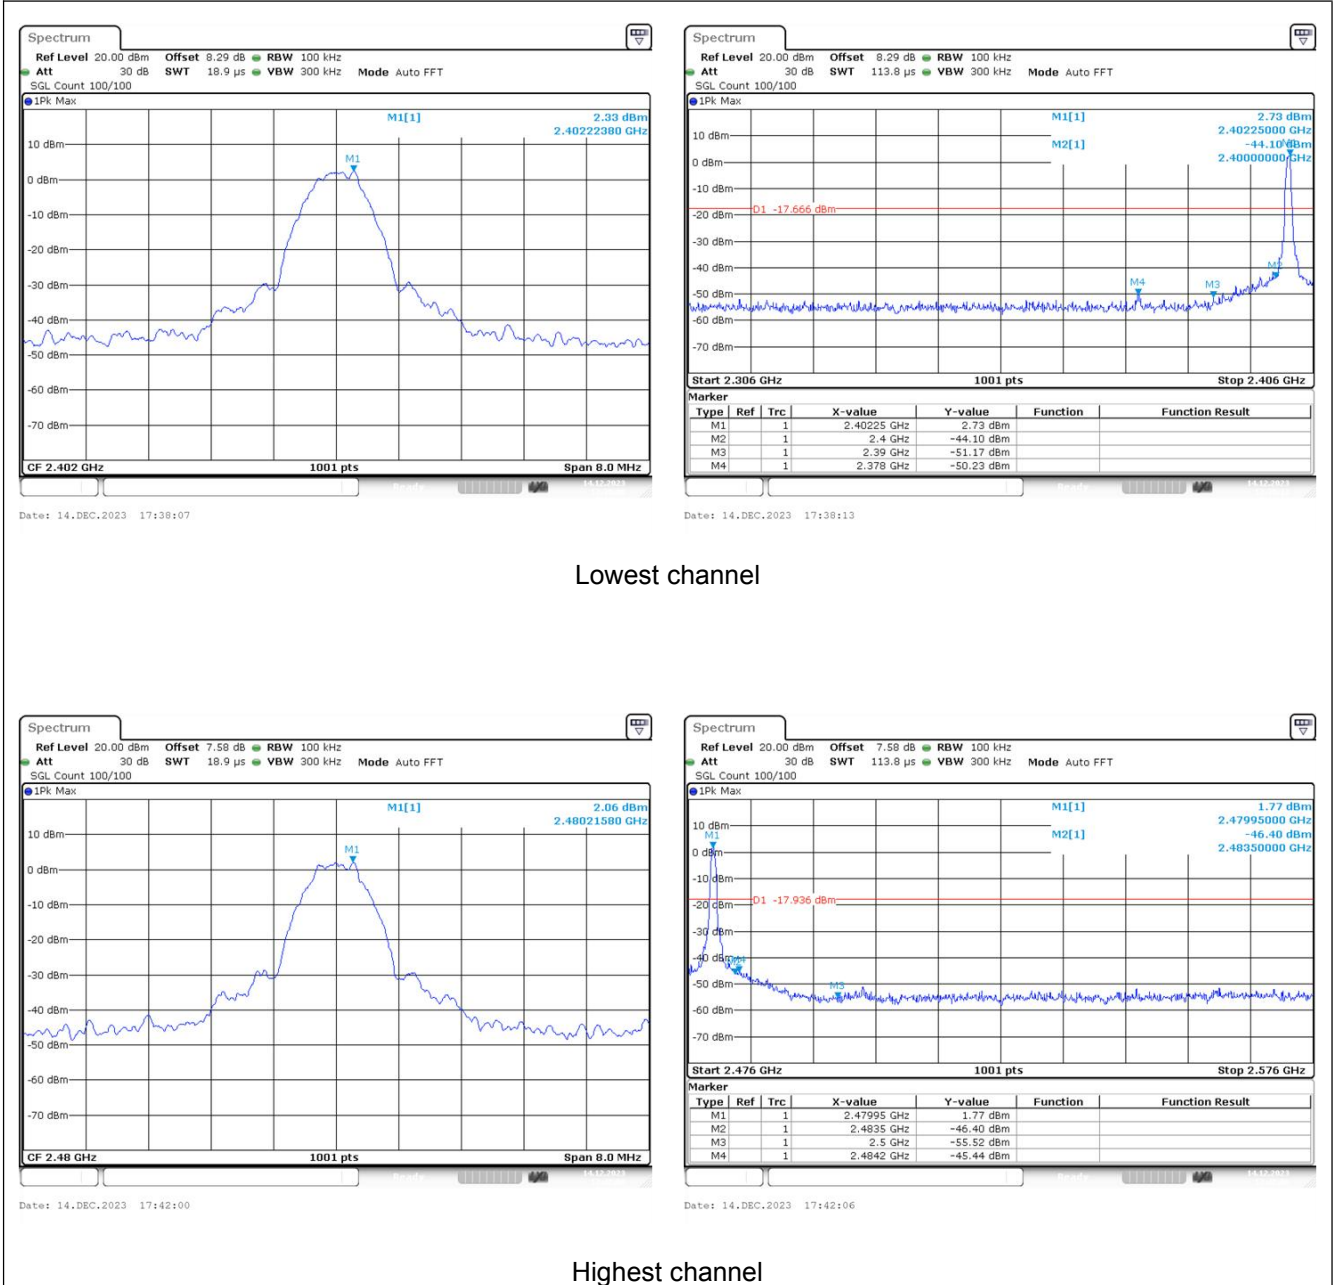 Spectrum
Ref Level 20.00 dBm Offset 8.29 dB RBW 100 kHz
Att 30 dB SWT 18.9 µs VBW 300 kHz Mode Auto FFT
SGL Count 100/100
1Pk Max
M1[1] 2.33 dBm
2.40222380 GHz
10 dBm
M1
0 dBm
-10 dBm
-20 dBm
-30 dBm
-40 dBm
-50 dBm
-60 dBm
-70 dBm
CF 2.402 GHz 1001 pts Span 8.0 MHz
Date: 14.DEC.2023 17:38:07
Spectrum
Ref Level 20.00 dBm Offset 8.29 dB RBW 100 kHz
Att 30 dB SWT 113.8 µs VBW 300 kHz Mode Auto FFT
SGL Count 100/100
1Pk Max
M1[1] 2.73 dBm
2.40225000 GHz
10 dBm
M2[1] -44.10 dBm
2.40000000 GHz
0 dBm
-10 dBm
D1 -17.666 dBm
-20 dBm
-30 dBm
-40 dBm
M2
M4 M3
-50 dBm
-60 dBm
-70 dBm
Start 2.306 GHz 1001 pts Stop 2.406 GHz
Marker
Type Ref Trc X-value Y-value Function Function Result
M1 1 2.40225 GHz 2.73 dBm
M2 1 2.4 GHz -44.10 dBm
M3 1 2.39 GHz -51.17 dBm
M4 1 2.378 GHz -50.23 dBm
Date: 14.DEC.2023 17:38:13
Lowest channel
Spectrum
Ref Level 20.00 dBm Offset 7.58 dB RBW 100 kHz
Att 30 dB SWT 18.9 µs VBW 300 kHz Mode Auto FFT
SGL Count 100/100
1Pk Max
M1[1] 2.06 dBm
2.48021580 GHz
10 dBm
M1
0 dBm
-10 dBm
-20 dBm
-30 dBm
-40 dBm
-50 dBm
-60 dBm
-70 dBm
CF 2.48 GHz 1001 pts Span 8.0 MHz
Date: 14.DEC.2023 17:42:00
Spectrum
Ref Level 20.00 dBm Offset 7.58 dB RBW 100 kHz
Att 30 dB SWT 113.8 µs VBW 300 kHz Mode Auto FFT
SGL Count 100/100
1Pk Max
M1[1] 1.77 dBm
2.47995000 GHz
10 dBm
M1
M2[1] -46.40 dBm
2.48350000 GHz
0 dBm
-10 dBm
D1 -17.936 dBm
-20 dBm
-30 dBm
-40 dBm
M4
M3
-50 dBm
-60 dBm
-70 dBm
Start 2.476 GHz 1001 pts Stop 2.576 GHz
Marker
Type Ref Trc X-value Y-value Function Function Result
M1 1 2.47995 GHz 1.77 dBm
M2 1 2.4835 GHz -46.40 dBm
M3 1 2.5 GHz -55.52 dBm
M4 1 2.4842 GHz -45.44 dBm
Date: 14.DEC.2023 17:42:06
Highest channel